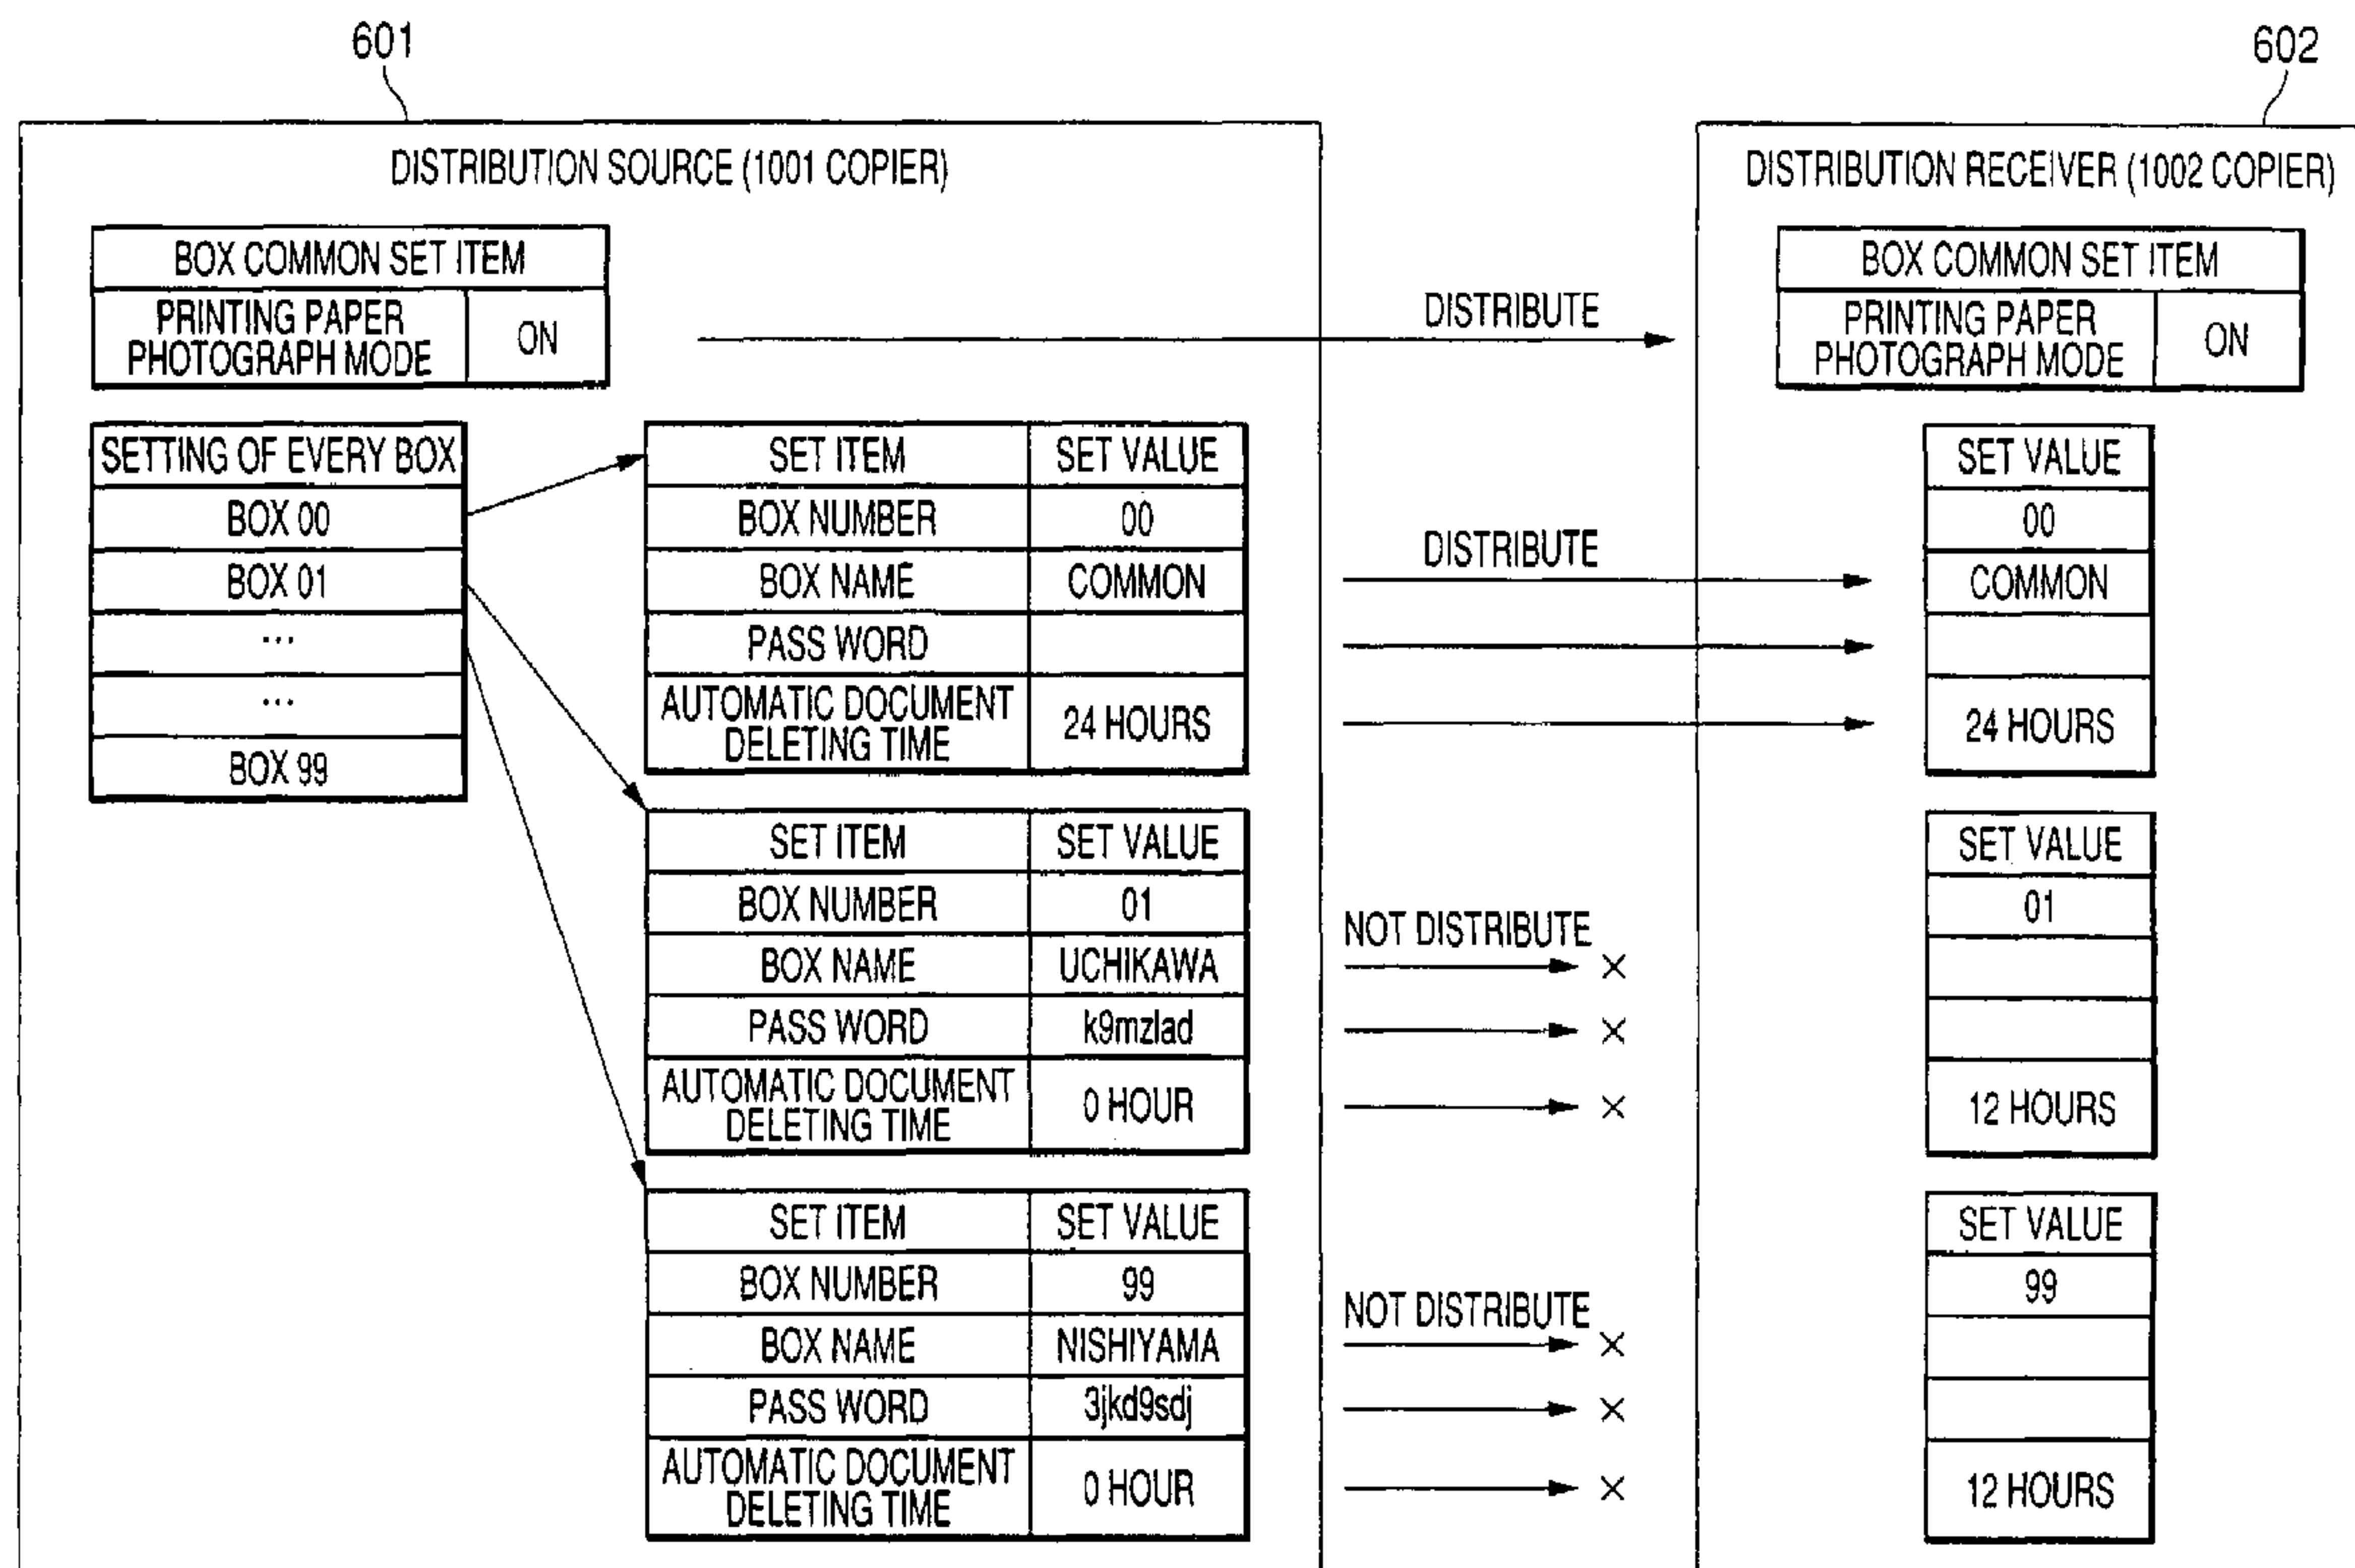 601
602
DISTRIBUTION SOURCE (1001 COPIER)
DISTRIBUTION RECEIVER (1002 COPIER)
BOX COMMON SET ITEM
PRINTING PAPER
PHOTOGRAPH MODE
ON
DISTRIBUTE
BOX COMMON SET ITEM
PRINTING PAPER
PHOTOGRAPH MODE
ON
SETTING OF EVERY BOX
BOX 00
BOX 01
...
...
BOX 99
SET ITEM SET VALUE
BOX NUMBER 00
BOX NAME COMMON
PASS WORD
AUTOMATIC DOCUMENT
DELETING TIME
24 HOURS
DISTRIBUTE
SET VALUE
00
COMMON
24 HOURS
SET ITEM SET VALUE
BOX NUMBER 01
BOX NAME UCHIKAWA
PASS WORD k9mzlad
AUTOMATIC DOCUMENT
DELETING TIME
0 HOUR
NOT DISTRIBUTE
×
×
×
SET VALUE
01
12 HOURS
SET ITEM SET VALUE
BOX NUMBER 99
BOX NAME NISHIYAMA
PASS WORD 3jkd9sdj
AUTOMATIC DOCUMENT
DELETING TIME
0 HOUR
NOT DISTRIBUTE
×
×
×
SET VALUE
99
12 HOURS